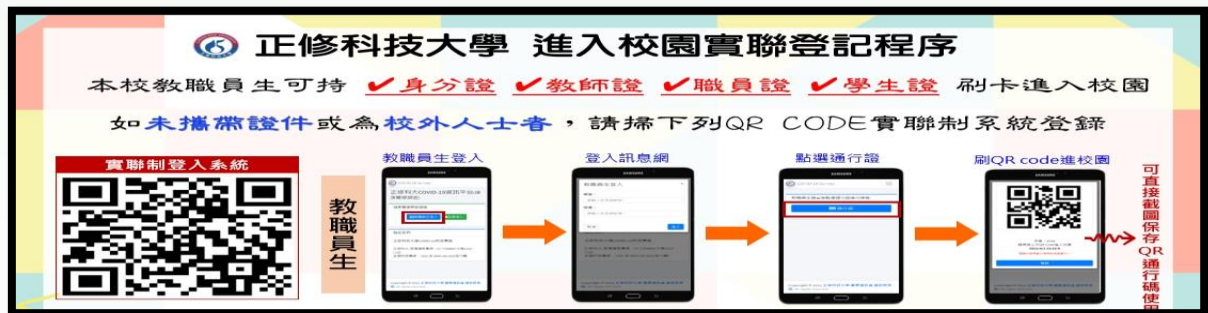 正修科技大學 進入校園實聯登記程序
本校教職員生可持 ✔身分證 ✔教師證 ✔職員證 ✔學生證 刷卡進入校園
如未攜帶證件或為校外人士者，請掃下列QR CODE實聯制系統登錄
實聯制登入系統
教職員生
教職員生登入
登入訊息網
點選通行證
刷QR code進校園
可直接截圖保存QR通行碼使用